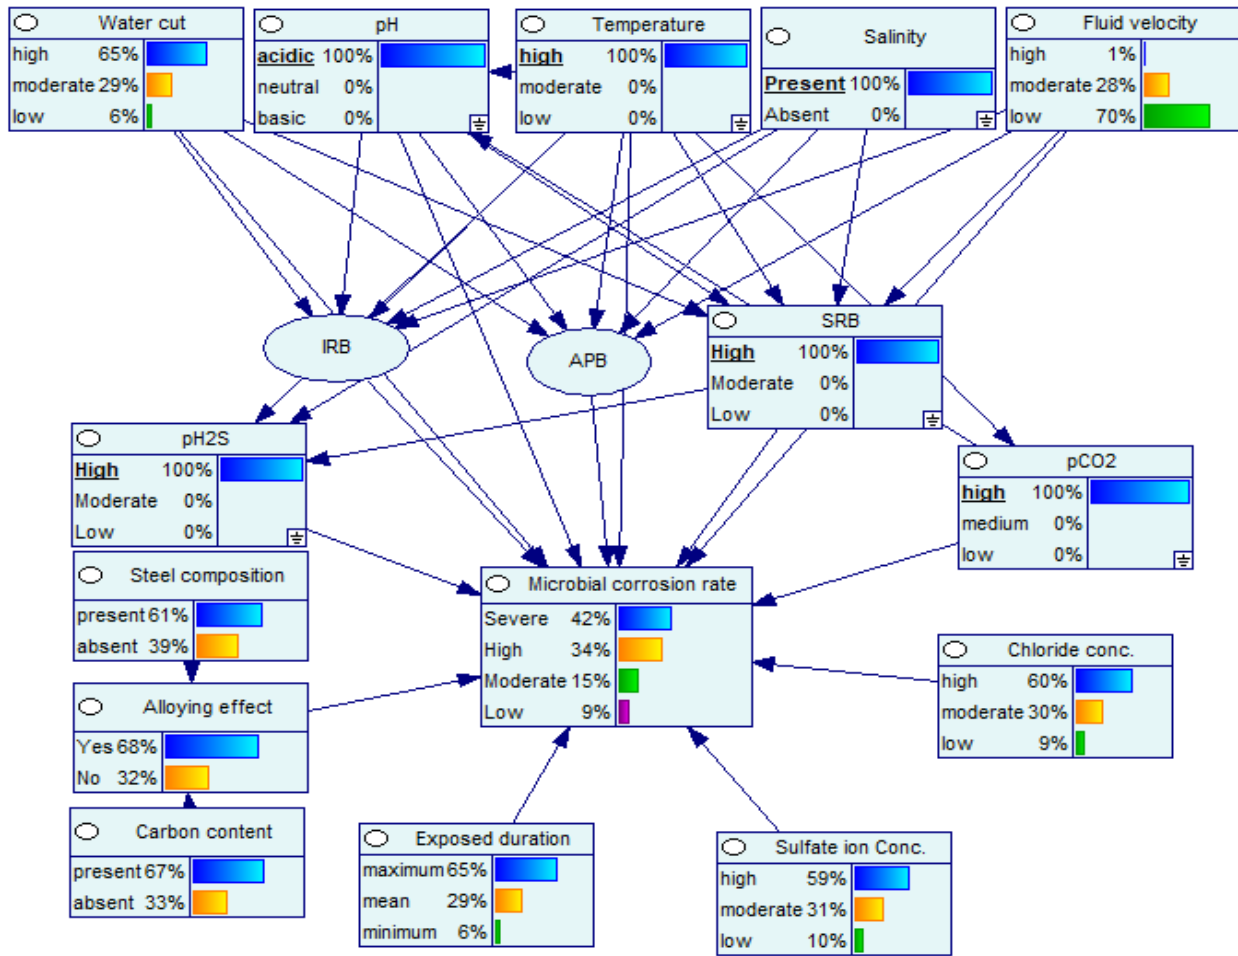 Water cut
high 65%
moderate 29%
low 6%
pH
acidic 100%
neutral 0%
basic 0%
Temperature
high 100%
moderate 0%
low 0%
Salinity
Present 100%
Absent 0%
Fluid velocity
high 1%
moderate 28%
low 70%
IRB
APB
SRB
High 100%
Moderate 0%
Low 0%
pH2S
High 100%
Moderate 0%
Low 0%
pCO2
high 100%
medium 0%
low 0%
Steel composition
present 61%
absent 39%
Microbial corrosion rate
Severe 42%
High 34%
Moderate 15%
Low 9%
Chloride conc.
high 60%
moderate 30%
low 9%
Alloying effect
Yes 68%
No 32%
Carbon content
present 67%
absent 33%
Exposed duration
maximum 65%
mean 29%
minimum 6%
Sulfate ion Conc.
high 59%
moderate 31%
low 10%